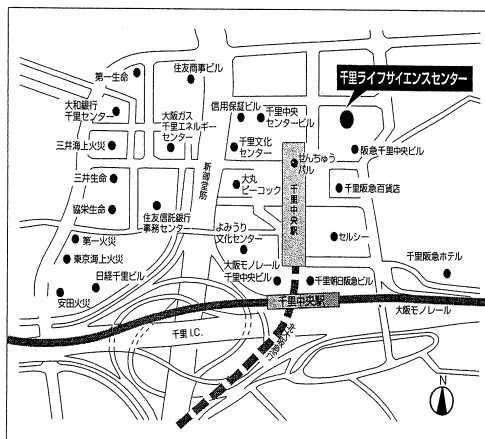 第一生命
住友商事ビル
千里ライフサイエンスセンター
大和銀行
千里センター
大阪ガス
千里エネルギー
センター
信用保証ビル
千里中央
センタービル
三井海上火災
千里文化
センター
せんちゅう
パル
阪急千里中央ビル
新御堂筋
三井生命
大丸
ピーコック
千里中央駅
千里阪急百貨店
協栄生命
住友信託銀行
事務センター
よみうり
文化センター
セルシー
第一火災
東京海上火災
大阪モノレール
千里中央ビル
千里朝日阪急ビル
千里阪急ホテル
日経千里ビル
安田火災
千里中央駅
大阪モノレール
千里 I.C.
北大阪急行
N